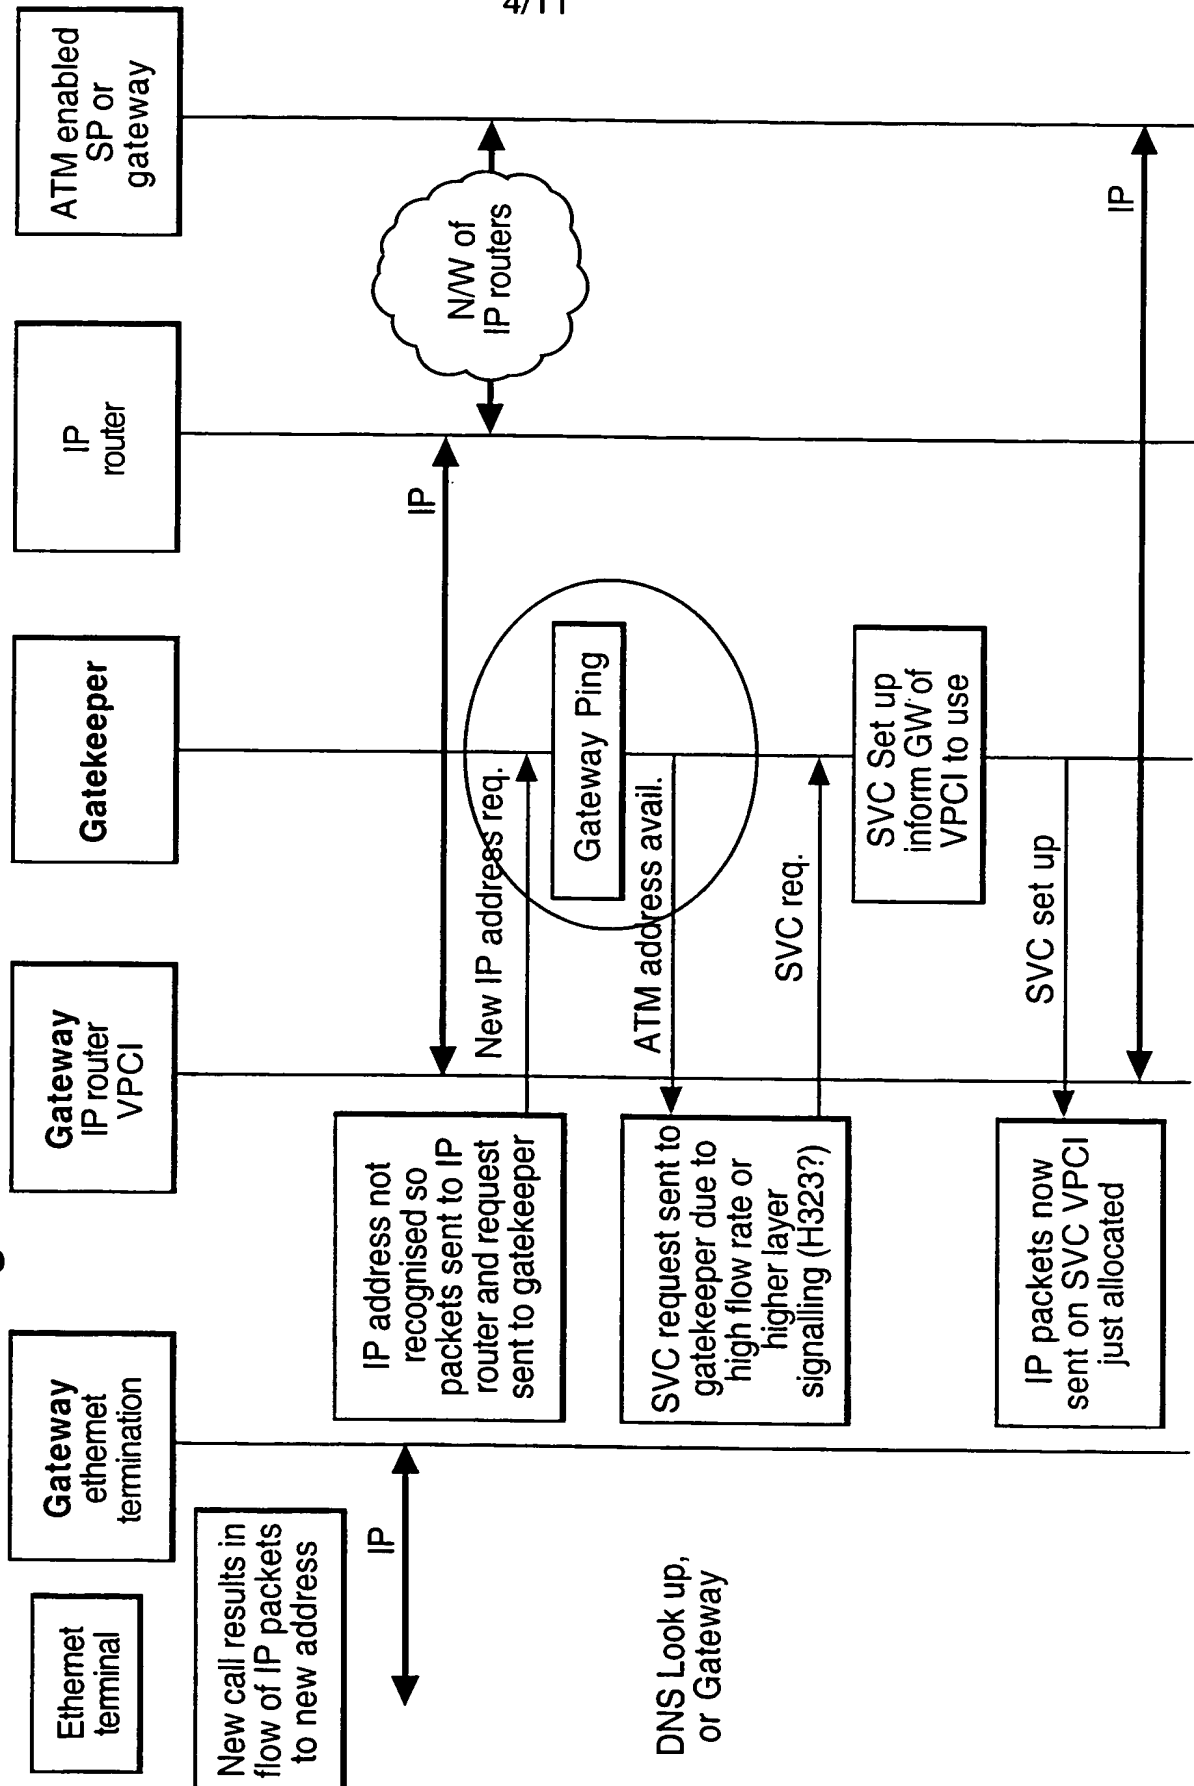 4/11
Ethernet
terminal
Gateway
ethernet
termination
Gateway
IP router
VPCI
Gatekeeper
IP
router
ATM enabled
SP or
gateway
New call results in
flow of IP packets
to new address
IP
IP address not
recognised so
packets sent to IP
router and request
sent to gatekeeper
IP
N/W of
IP routers
New IP address req.
Gateway Ping
ATM address avail.
DNS Look up,
or Gateway
SVC request sent to
gatekeeper due to
high flow rate or
higher layer
signalling (H323?)
SVC req.
SVC Set up
inform GW of
VPCI to use
SVC set up
IP packets now
sent on SVC VPCI
just allocated
IP